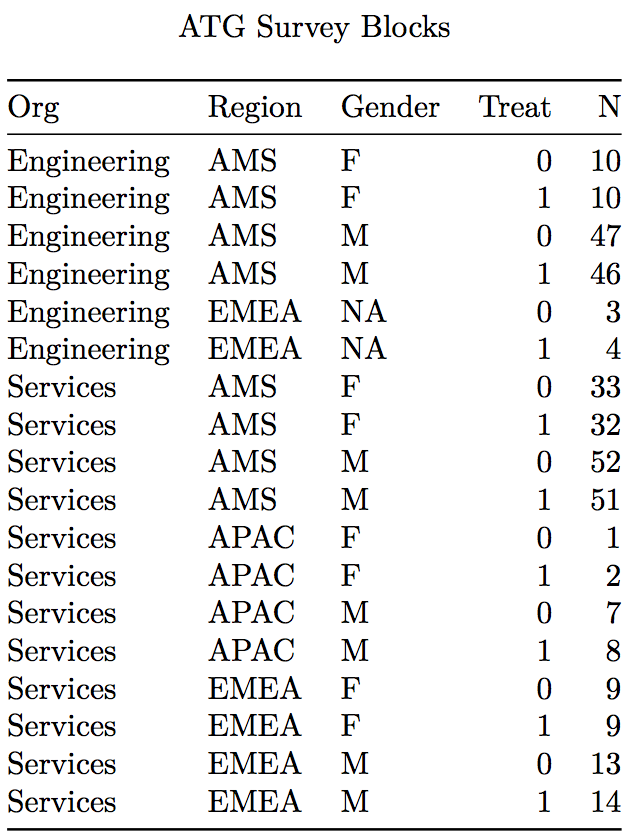 ATG Survey Blocks
Org Region Gender Treat N
Engineering AMS F 0 10
Engineering AMS F 1 10
Engineering AMS M 0 47
Engineering AMS M 1 46
Engineering EMEA NA 0 3
Engineering EMEA NA 1 4
Services AMS F 0 33
Services AMS F 1 32
Services AMS M 0 52
Services AMS M 1 51
Services APAC F 0 1
Services APAC F 1 2
Services APAC M 0 7
Services APAC M 1 8
Services EMEA F 0 9
Services EMEA F 1 9
Services EMEA M 0 13
Services EMEA M 1 14